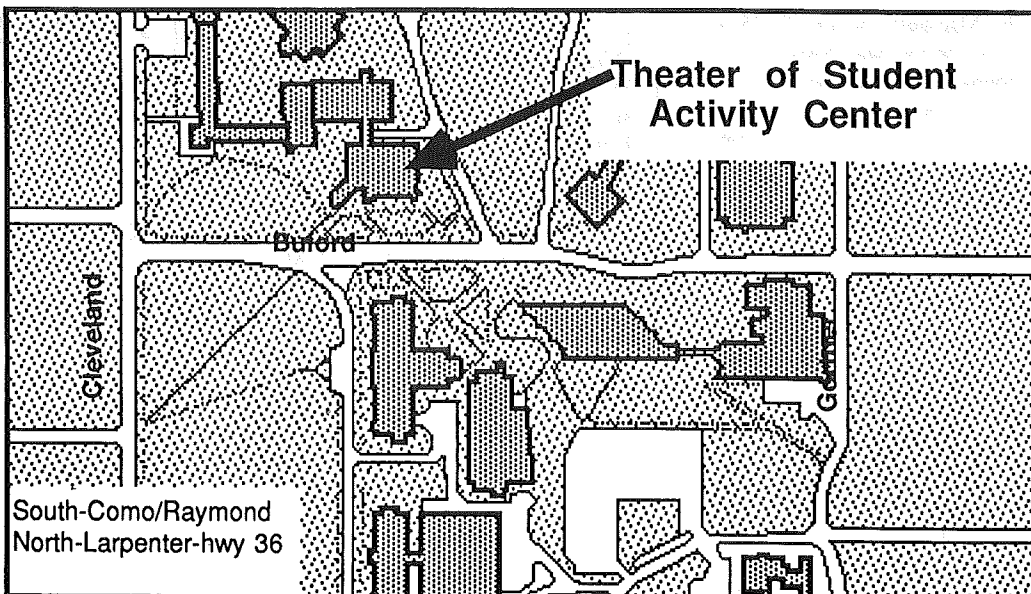 Theater of Student
Activity Center
Buford
Cleveland
South-Como/Raymond
North-Larpenter-hwy 36